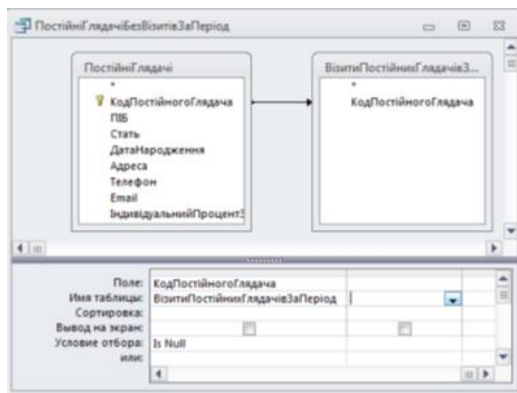 ПостійніГлядачіБезВізитівЗаПеріод
ПостійніГлядачі
*
КодПостійногоГлядача
ПІБ
Стать
ДатаНародження
Адреса
Телефон
Email
ІндивідуальнийПроцентЗ
ВізитиПостійнихГлядачівЗ...
*
КодПостійногоГлядача
Поле: КодПостійногоГлядача
Имя таблицы: ВізитиПостійнихГлядачівЗаПеріод
Сортировка:
Вывод на экран:
Условие отбора: Is Null
или: